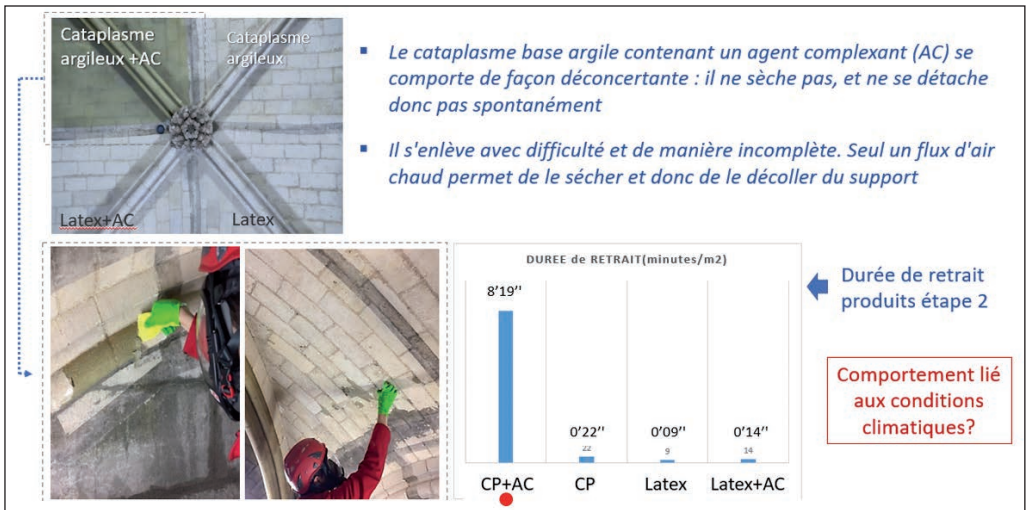 Cataplasme
argileux +AC
Cataplasme
argileux
Latex+AC
Latex
▪ Le cataplasme base argile contenant un agent complexant (AC) se
comporte de façon déconcertante : il ne sèche pas, et ne se détache
donc pas spontanément
▪ Il s'enlève avec difficulté et de manière incomplète. Seul un flux d'air
chaud permet de le sécher et donc de le décoller du support
DUREE de RETRAIT(minutes/m2)
8'19''
0'22''
0'09''
0'14''
22
9
14
CP+AC
CP
Latex
Latex+AC
Durée de retrait
produits étape 2
Comportement lié
aux conditions
climatiques?